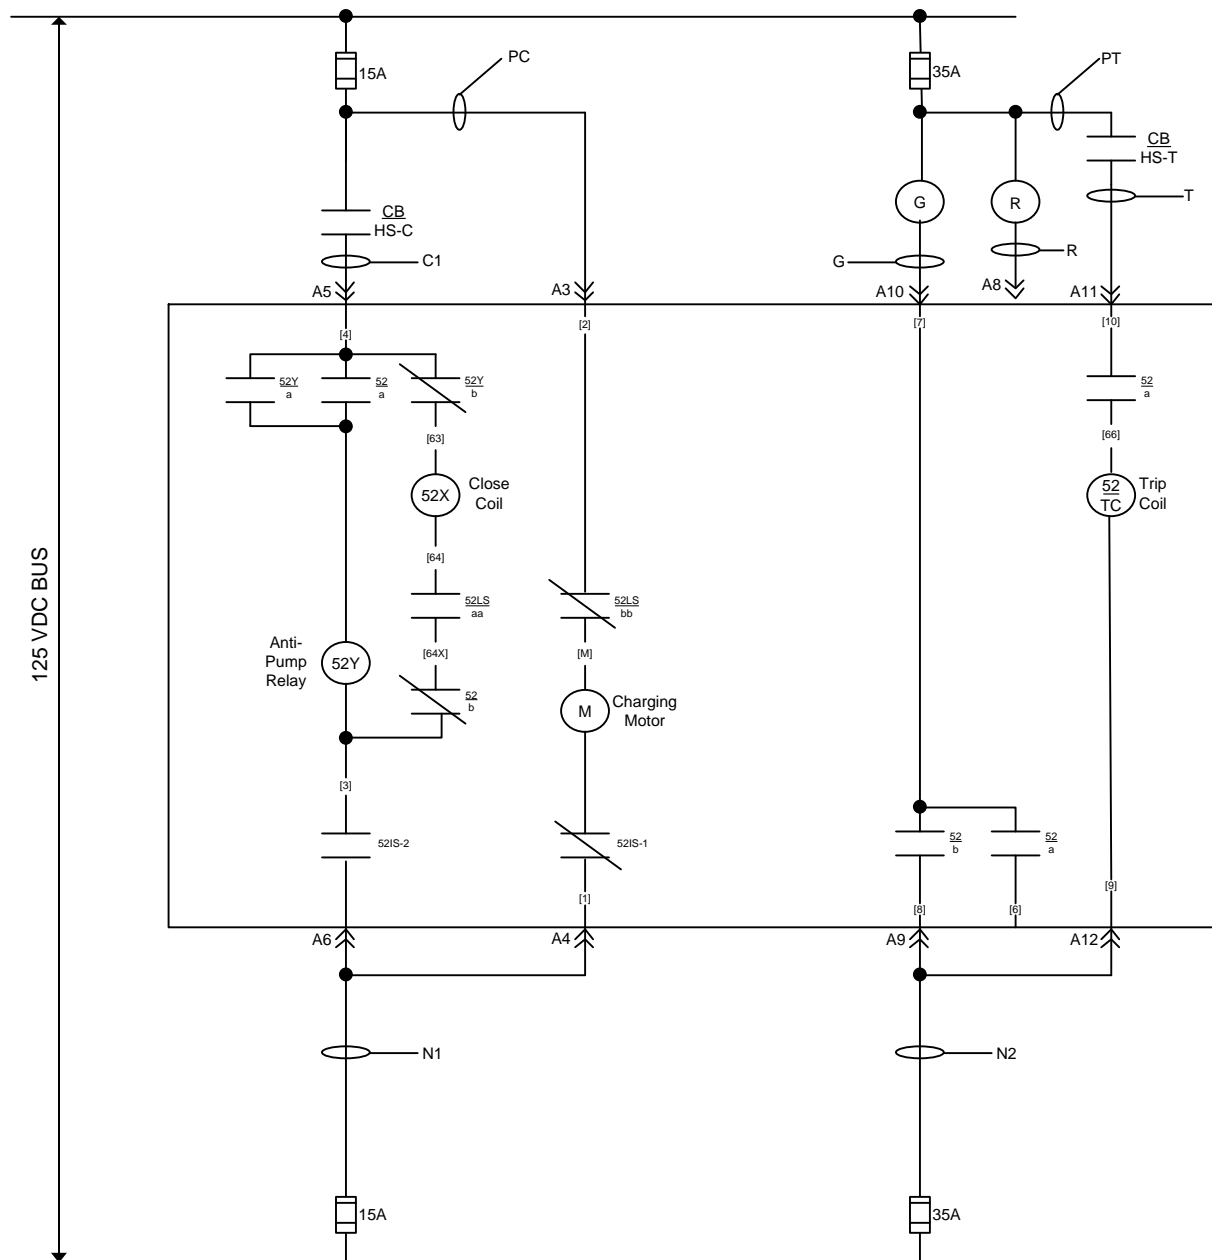 PC
PT
15A
35A
CB
HS-T
G
R
T
CB
HS-C
C1
G
R
A5
A3
A10
A8
A11
[4]
[2]
[7]
[10]
52Y
a
52
a
52Y
b
52
a
[63]
[66]
52X
Close
Coil
52
TC
Trip
Coil
[64]
52LS
aa
52LS
bb
Anti-
Pump
Relay
52Y
[64X]
[M]
52
b
M
Charging
Motor
125 VDC BUS
[3]
52IS-2
52IS-1
52
b
52
a
[1]
[8]
[6]
[9]
A6
A4
A9
A12
N1
N2
15A
35A